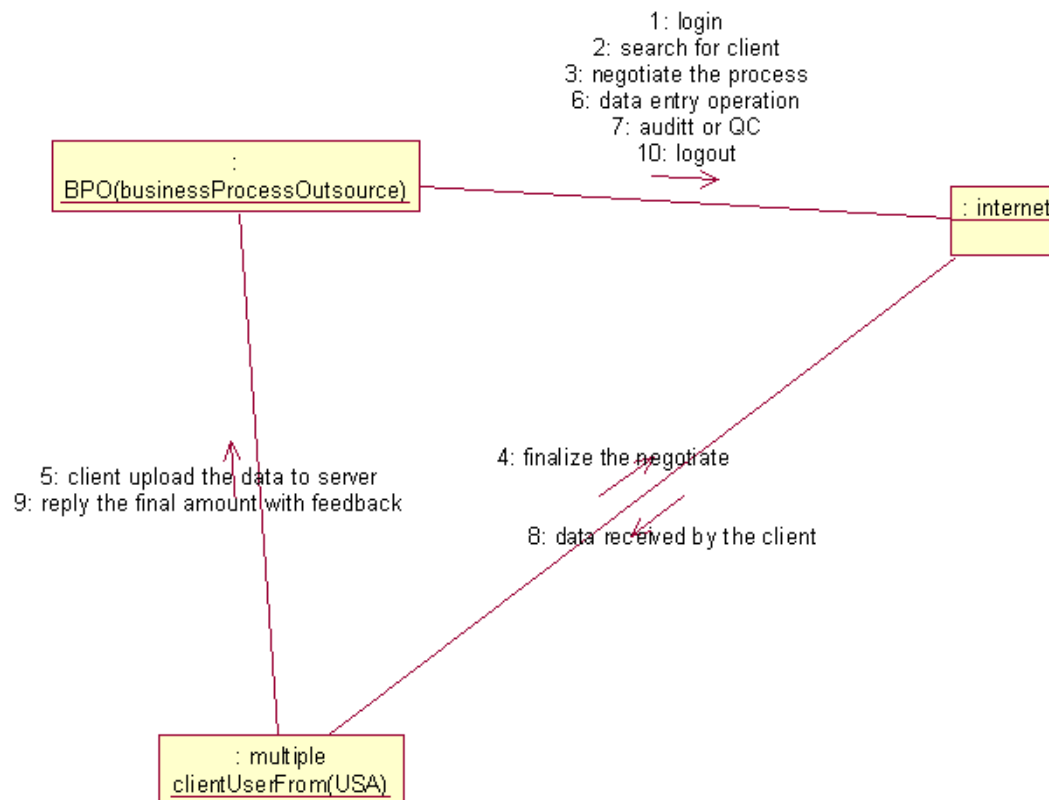 1: login
2: search for client
3: negotiate the process
6: data entry operation
7: auditt or QC
10: logout
:
BPO(businessProcessOutsource)
: internet
4: finalize the negotiate
5: client upload the data to server
9: reply the final amount with feedback
8: data received by the client
: multiple
clientUserFrom(USA)